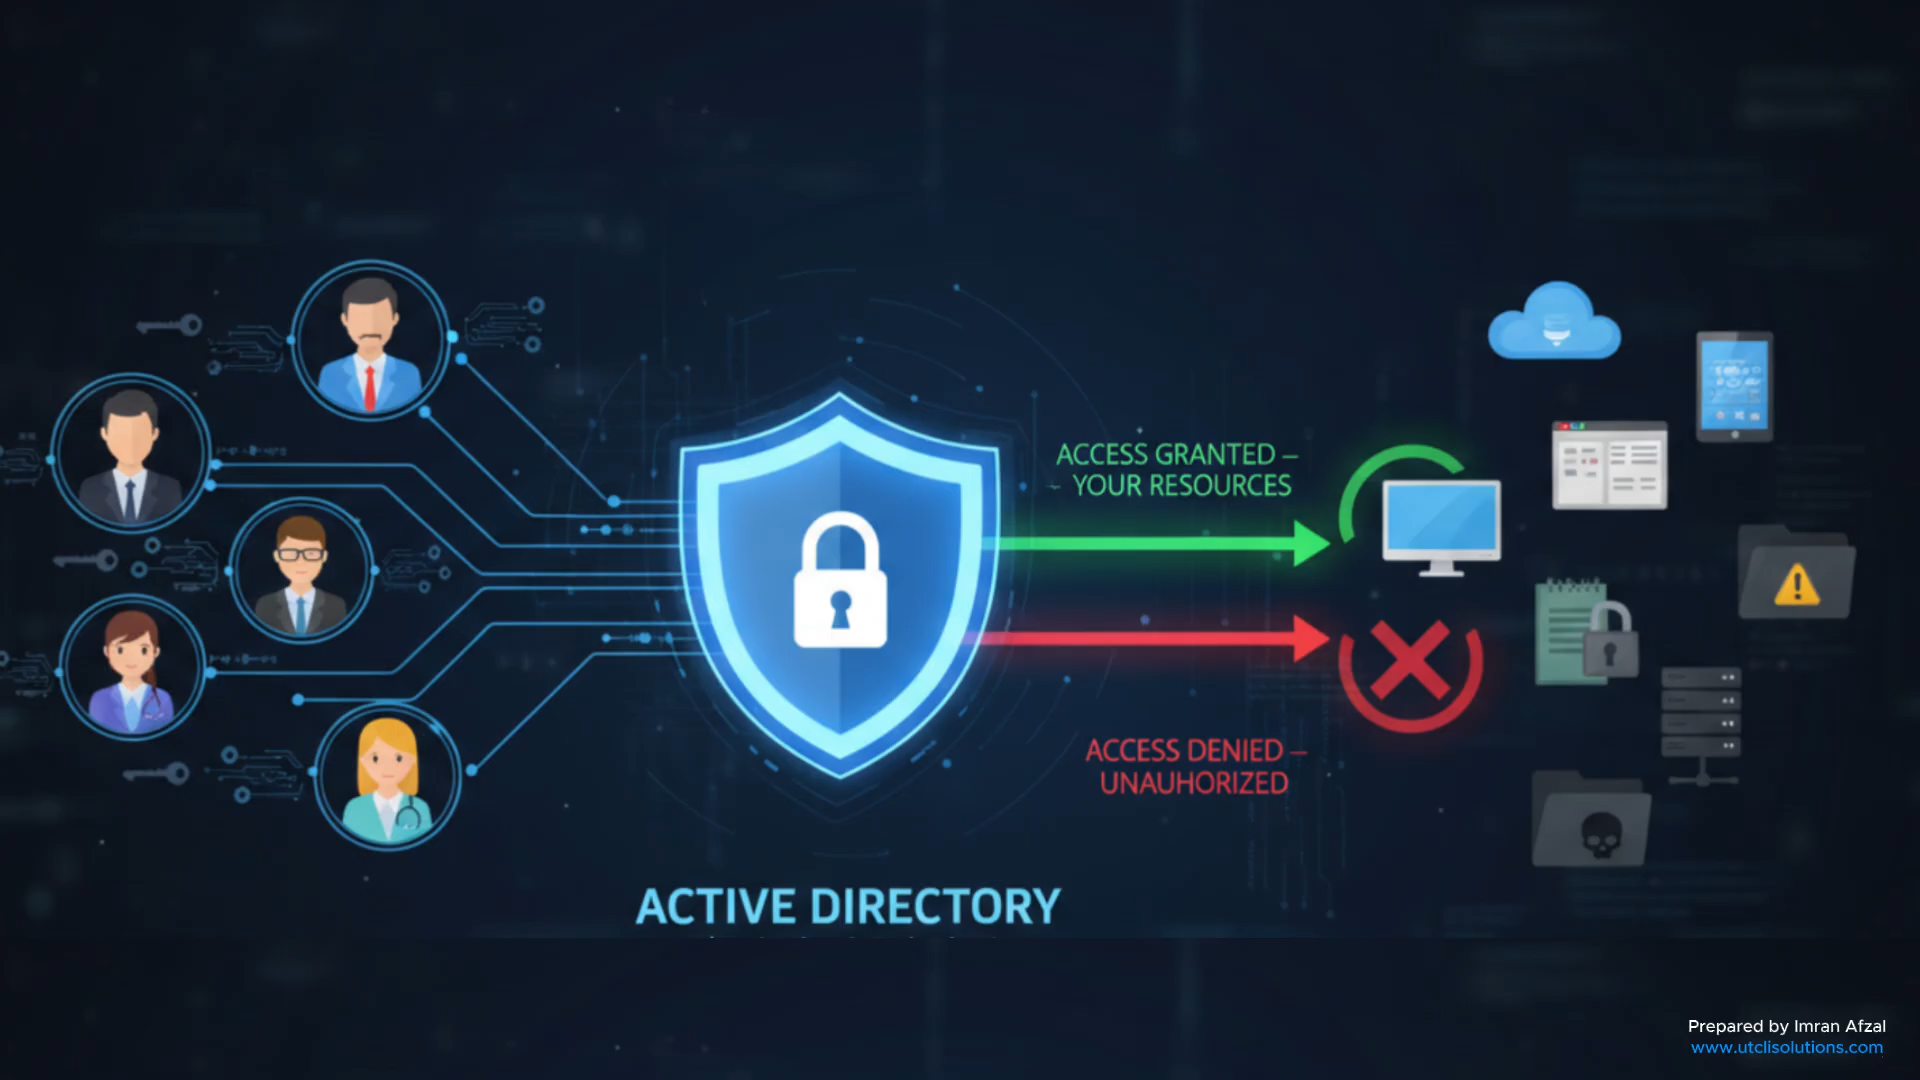 ACCESS GRANTED –
YOUR RESOURCES
ACCESS DENIED –
UNAUHORIZED
ACTIVE DIRECTORY
Prepared by Imran Afzal
www.utclisolutions.com